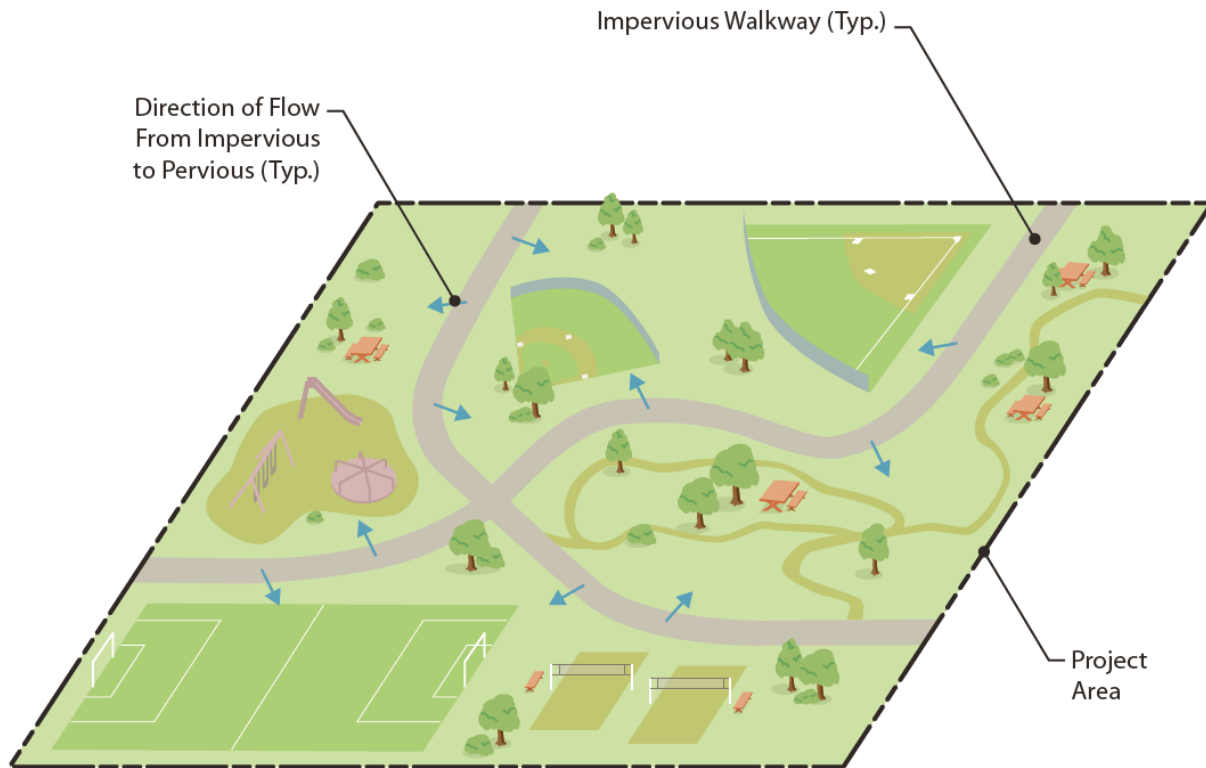 Impervious Walkway (Typ.)
Direction of Flow
From Impervious
to Pervious (Typ.)
Project
Area